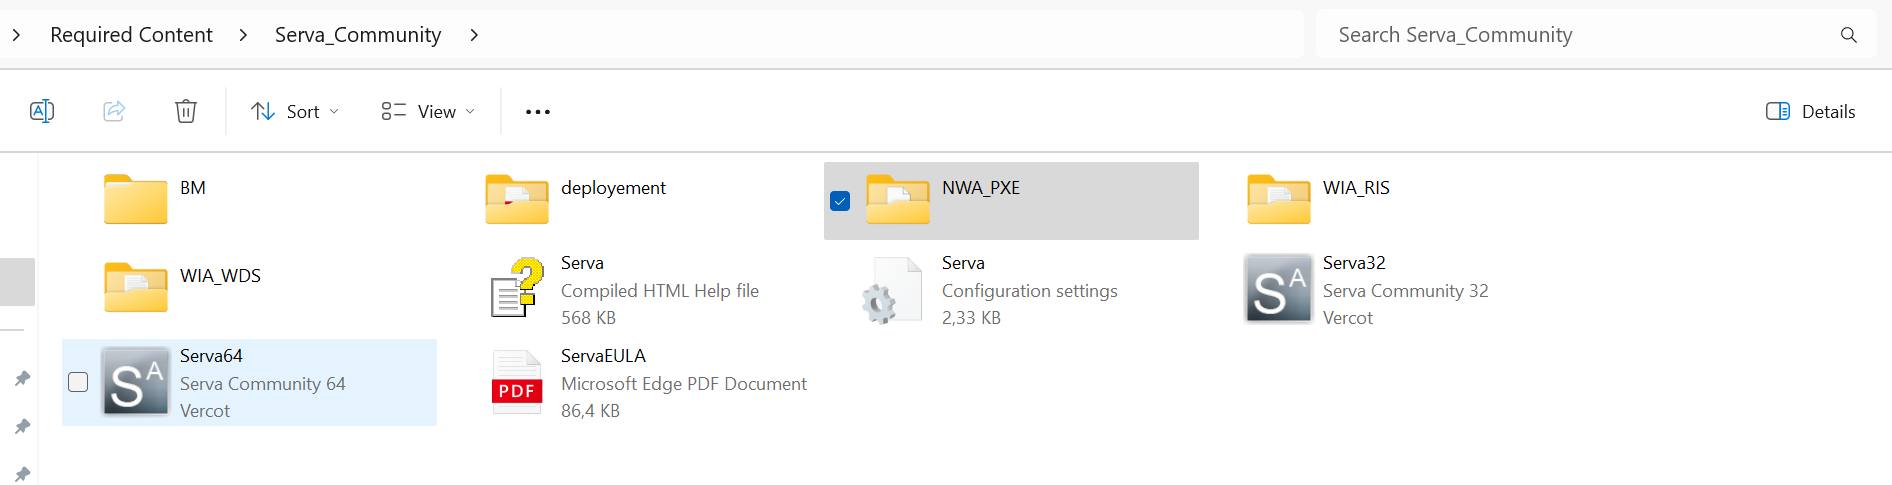 Required Content > Serva_Community >
Search Serva_Community
Sort
View
Details
BM
deployement
NWA_PXE
WIA_RIS
WIA_WDS
Serva
Compiled HTML Help file
568 KB
Serva
Configuration settings
2,33 KB
Serva32
Serva Community 32
Vercot
Serva64
Serva Community 64
Vercot
PDF
ServaEULA
Microsoft Edge PDF Document
86,4 KB